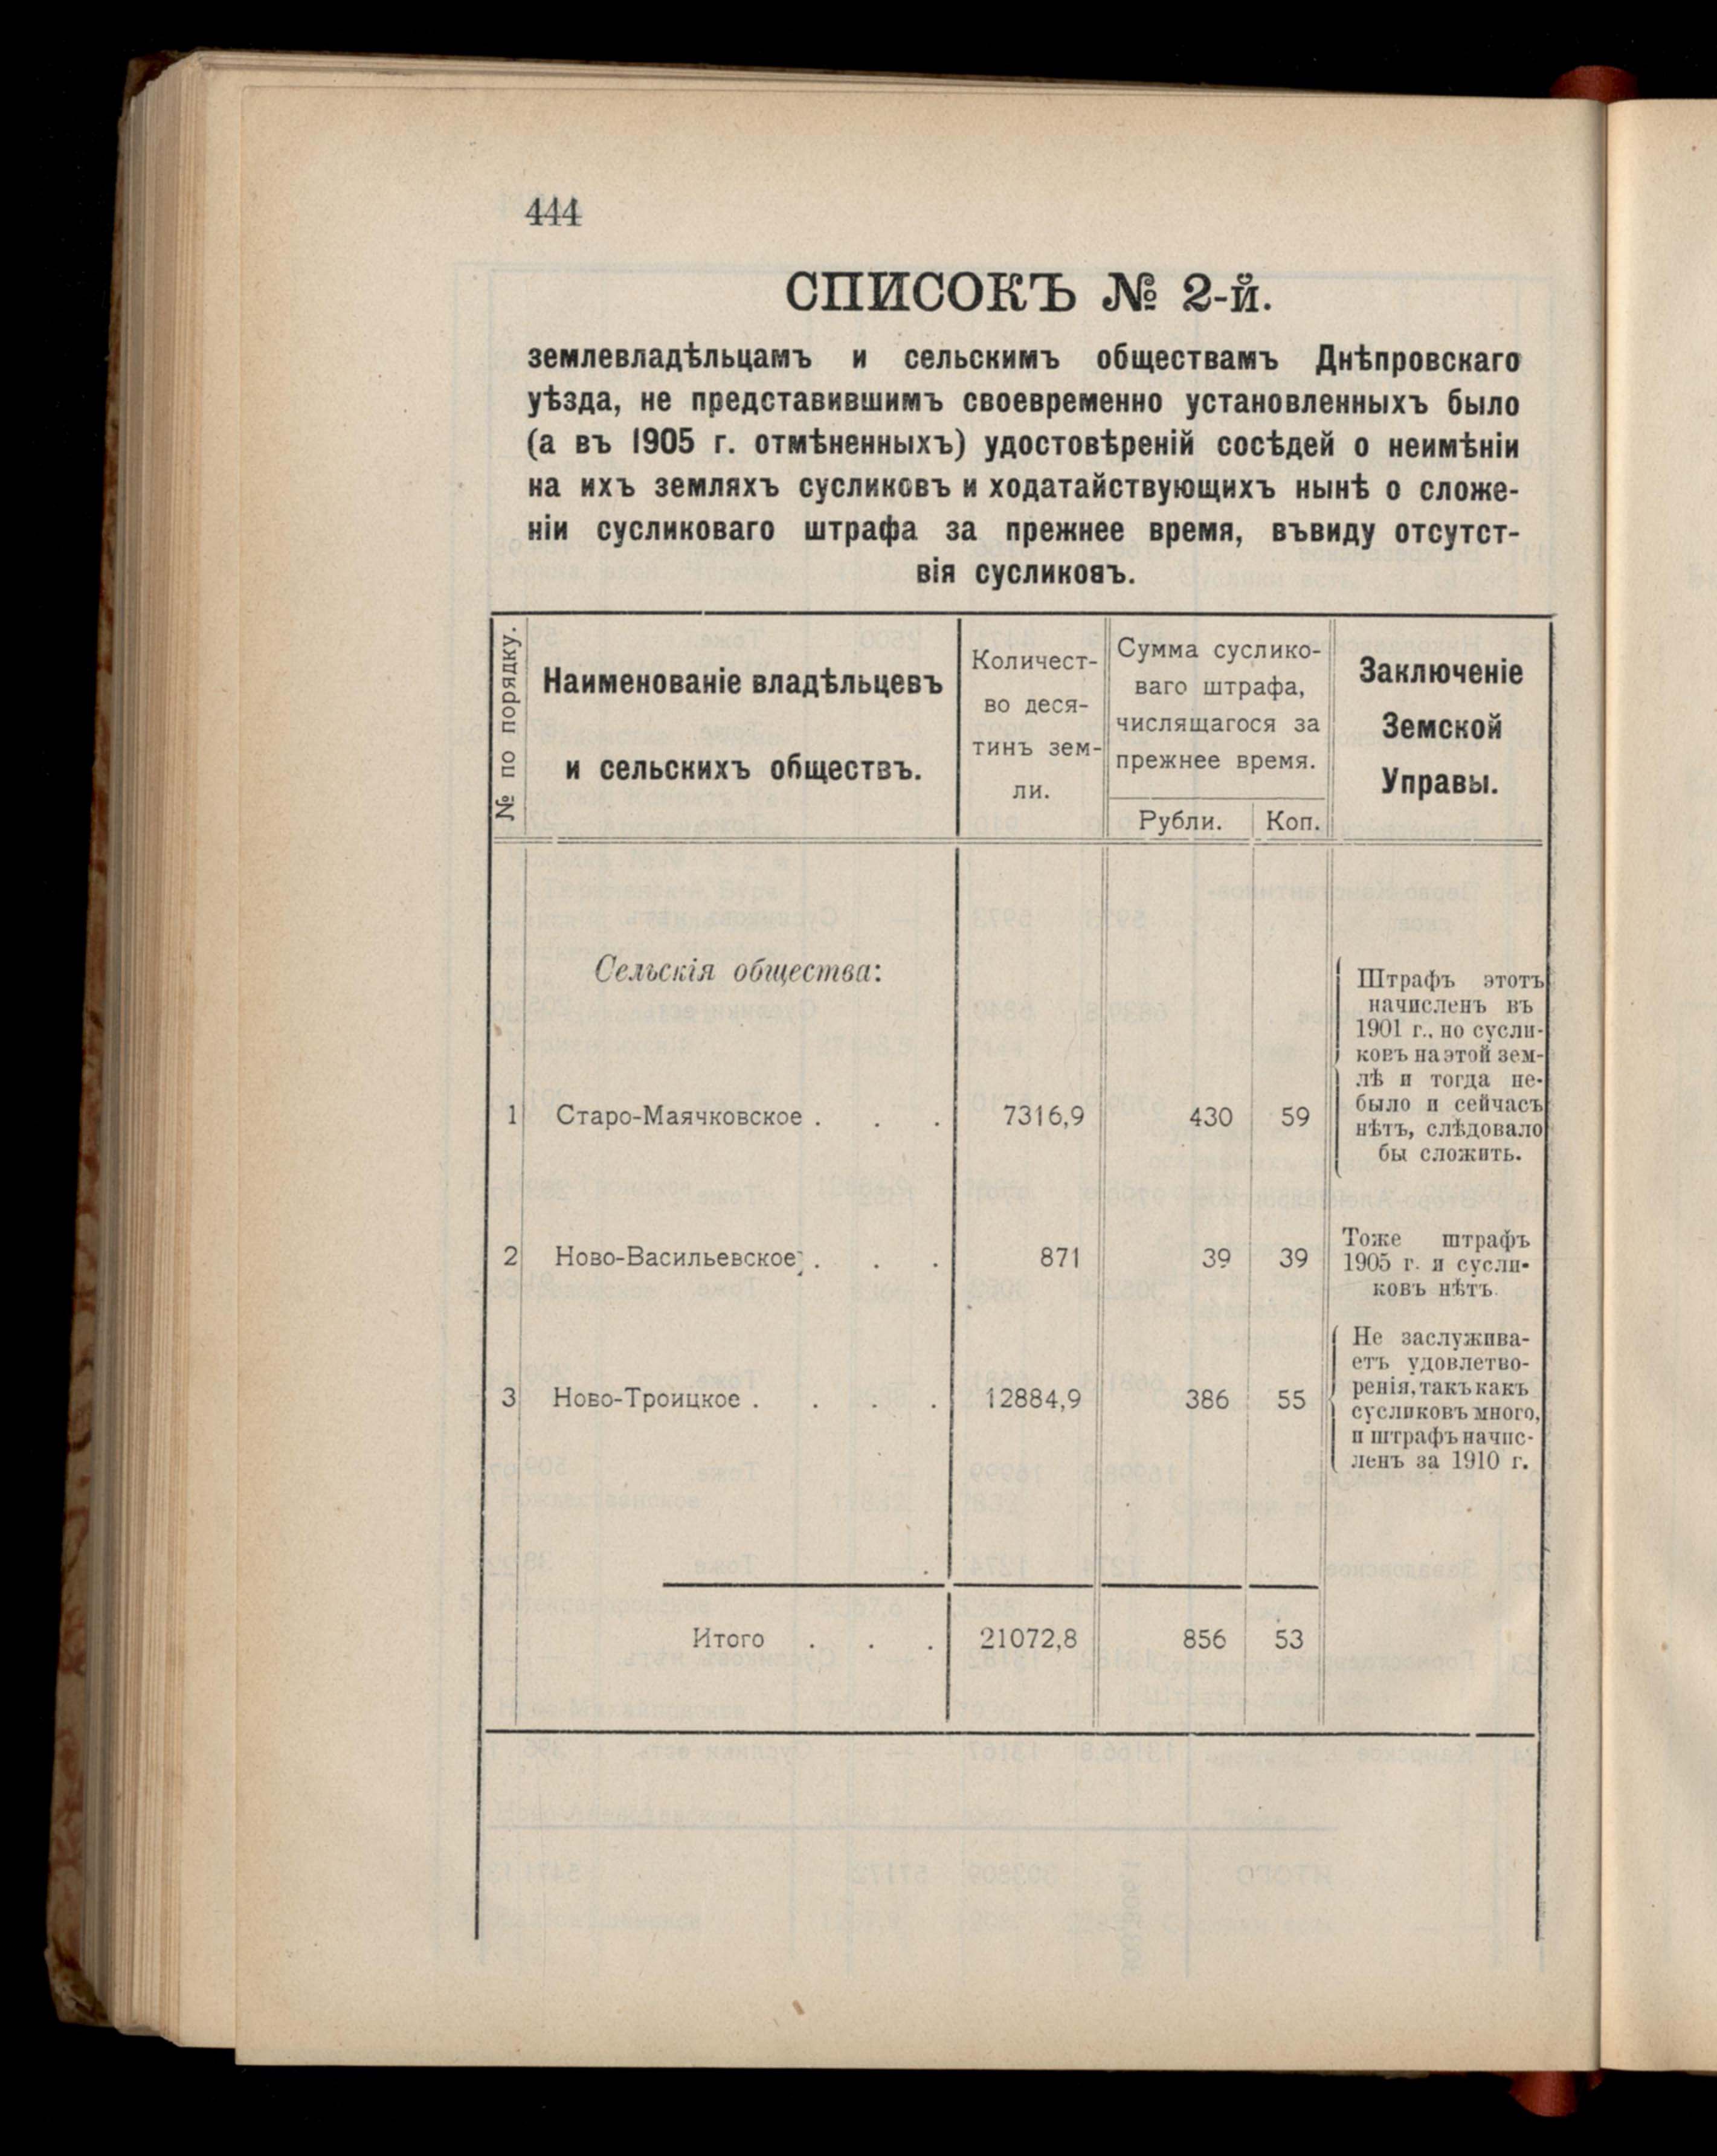 444
СПИСОКЪ № 2-й.
землевладѣльцамъ и сельскимъ обществамъ Днѣпровскаго
уѣзда, не представившимъ своевременно установленныхъ было
(а въ 1905 г. отмѣненныхъ) удостовѣреній сосѣдей о неимѣніи
на ихъ земляхъ сусликовъ и ходатайствующихъ нынѣ о сложе-
ніи сусликоваго штрафа за прежнее время, въвиду отсутст-
вія сусликовъ.
№ по порядку.
Наименованіе владѣльцевъ
и сельскихъ обществъ.
Количест-
во деся-
тинъ зем-
ли.
Сумма суслико-
ваго штрафа,
числящагося за
прежнее время.
Рубли. Коп.
Заключеніе
Земской
Управы.
Сельскія общества:
1 Старо-Маячковское . . . 7316,9 430 59
Штрафъ этотъ
начисленъ въ
1901 г., но сусли-
ковъ на этой зем-
лѣ и тогда не-
было и сейчасъ
нѣтъ, слѣдовало
бы сложить.
2 Ново-Васильевское . . . 871 39 39
Тоже штрафъ
1905 г. и сусли-
ковъ нѣтъ.
3 Ново-Троицкое . . . . 12884,9 386 55
Не заслужива-
етъ удовлетво-
ренія, такъ какъ
сусликовъ много,
и штрафъ начис-
ленъ за 1910 г.
Итого . . . 21072,8 856 53